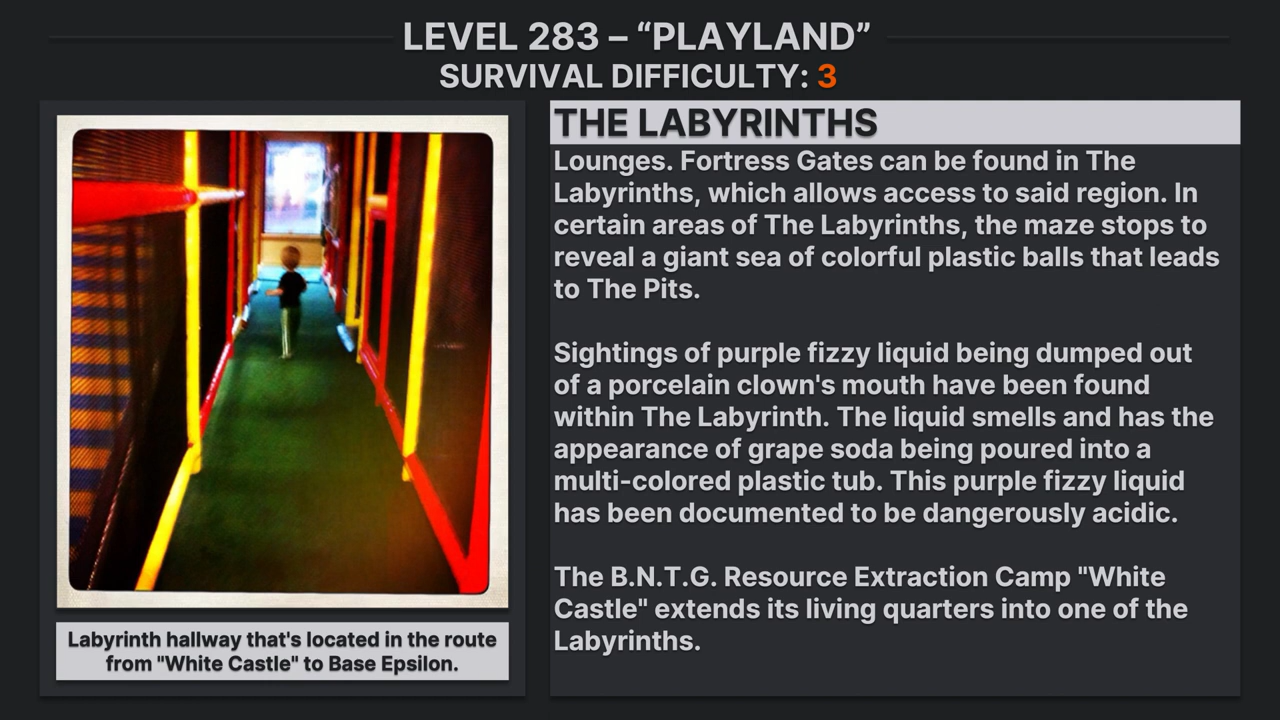 LEVEL 283 – “PLAYLAND”
SURVIVAL DIFFICULTY: 3
Labyrinth hallway that's located in the route
from "White Castle" to Base Epsilon.
THE LABYRINTHS
Lounges. Fortress Gates can be found in The
Labyrinths, which allows access to said region. In
certain areas of The Labyrinths, the maze stops to
reveal a giant sea of colorful plastic balls that leads
to The Pits.
Sightings of purple fizzy liquid being dumped out
of a porcelain clown's mouth have been found
within The Labyrinth. The liquid smells and has the
appearance of grape soda being poured into a
multi-colored plastic tub. This purple fizzy liquid
has been documented to be dangerously acidic.
The B.N.T.G. Resource Extraction Camp "White
Castle" extends its living quarters into one of the
Labyrinths.